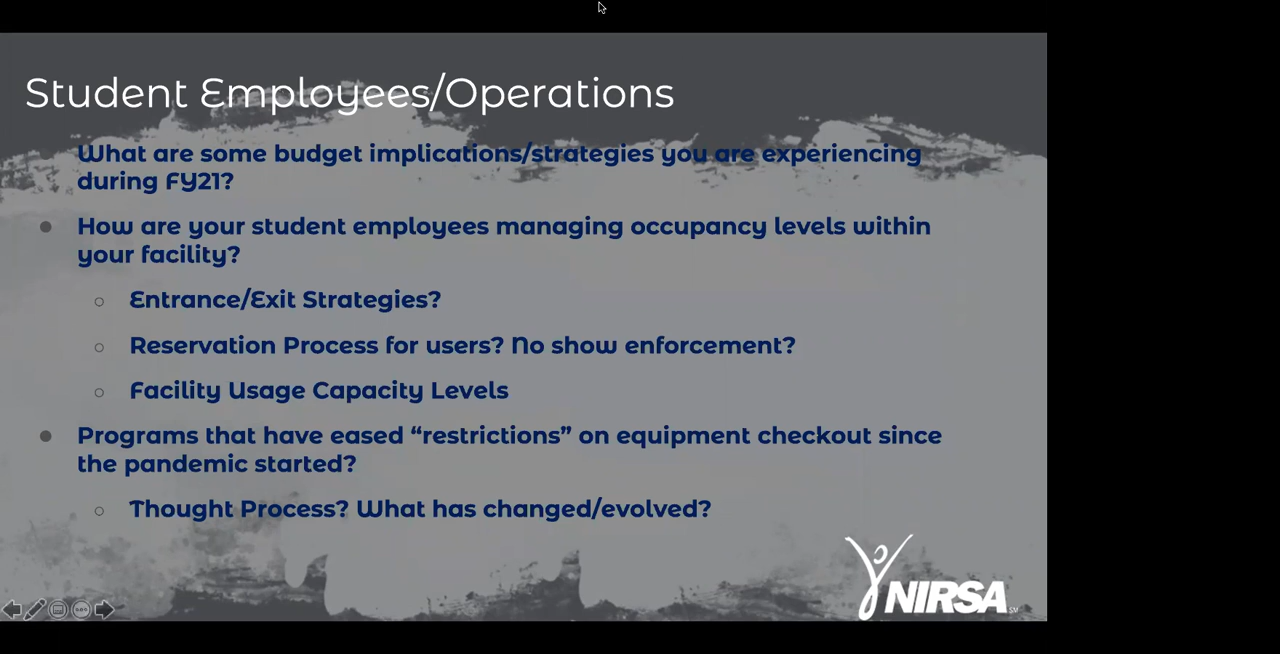 Student Employees/Operations
What are some budget implications/strategies you are experiencing
during FY21?
How are your student employees managing occupancy levels within
your facility?
Entrance/Exit Strategies?
Reservation Process for users? No show enforcement?
Facility Usage Capacity Levels
Programs that have eased “restrictions” on equipment checkout since
the pandemic started?
Thought Process? What has changed/evolved?
NIRSA SM